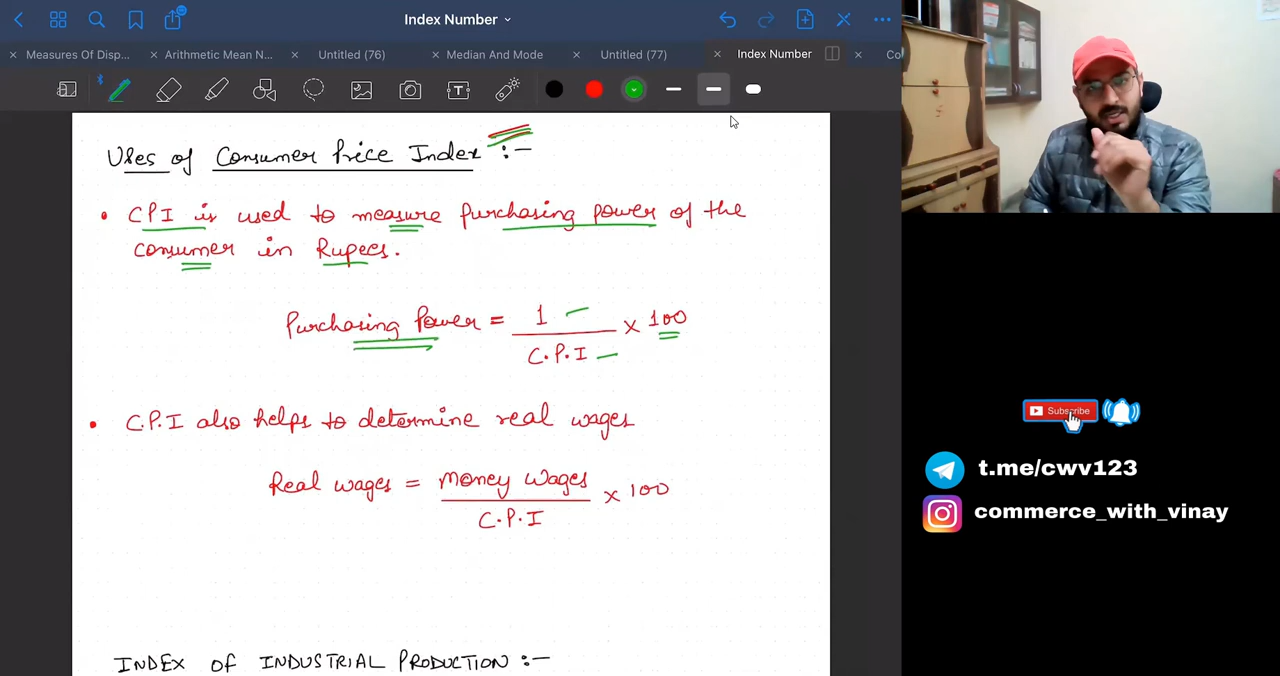 Index Number
Measures Of Disp...
Arithmetic Mean N...
Untitled (76)
Median And Mode
Untitled (77)
Index Number
Co
Uses of Consumer Price Index :-
• CPI is used to measure purchasing power of the
consumer in Rupees.
Purchasing Power = 1 / C.P.I × 100
• C.P.I also helps to determine real wages
Real wages = Money Wages / C.P.I × 100
INDEX OF INDUSTRIAL PRODUCTION :-
Subscribe
t.me/cwv123
commerce_with_vinay